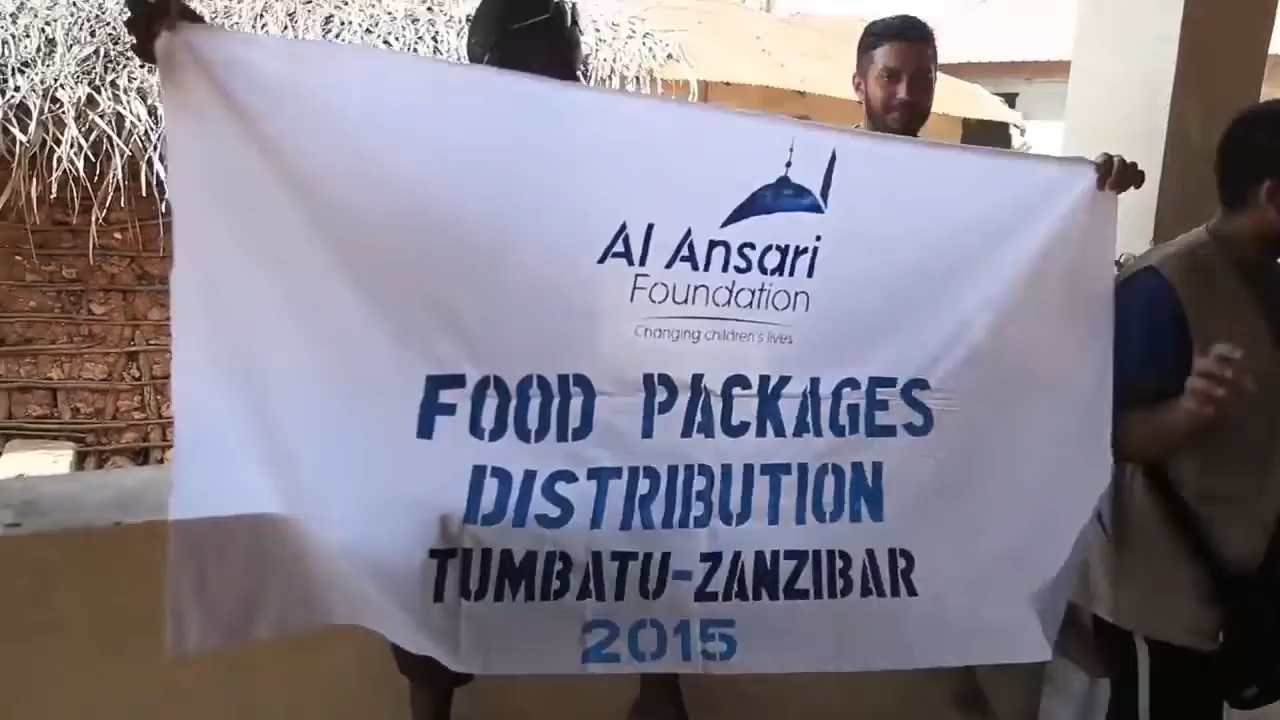 Al Ansari
Foundation
Changing children's lives
FOOD PACKAGES
DISTRIBUTION
TUMBATU-ZANZIBAR
2015